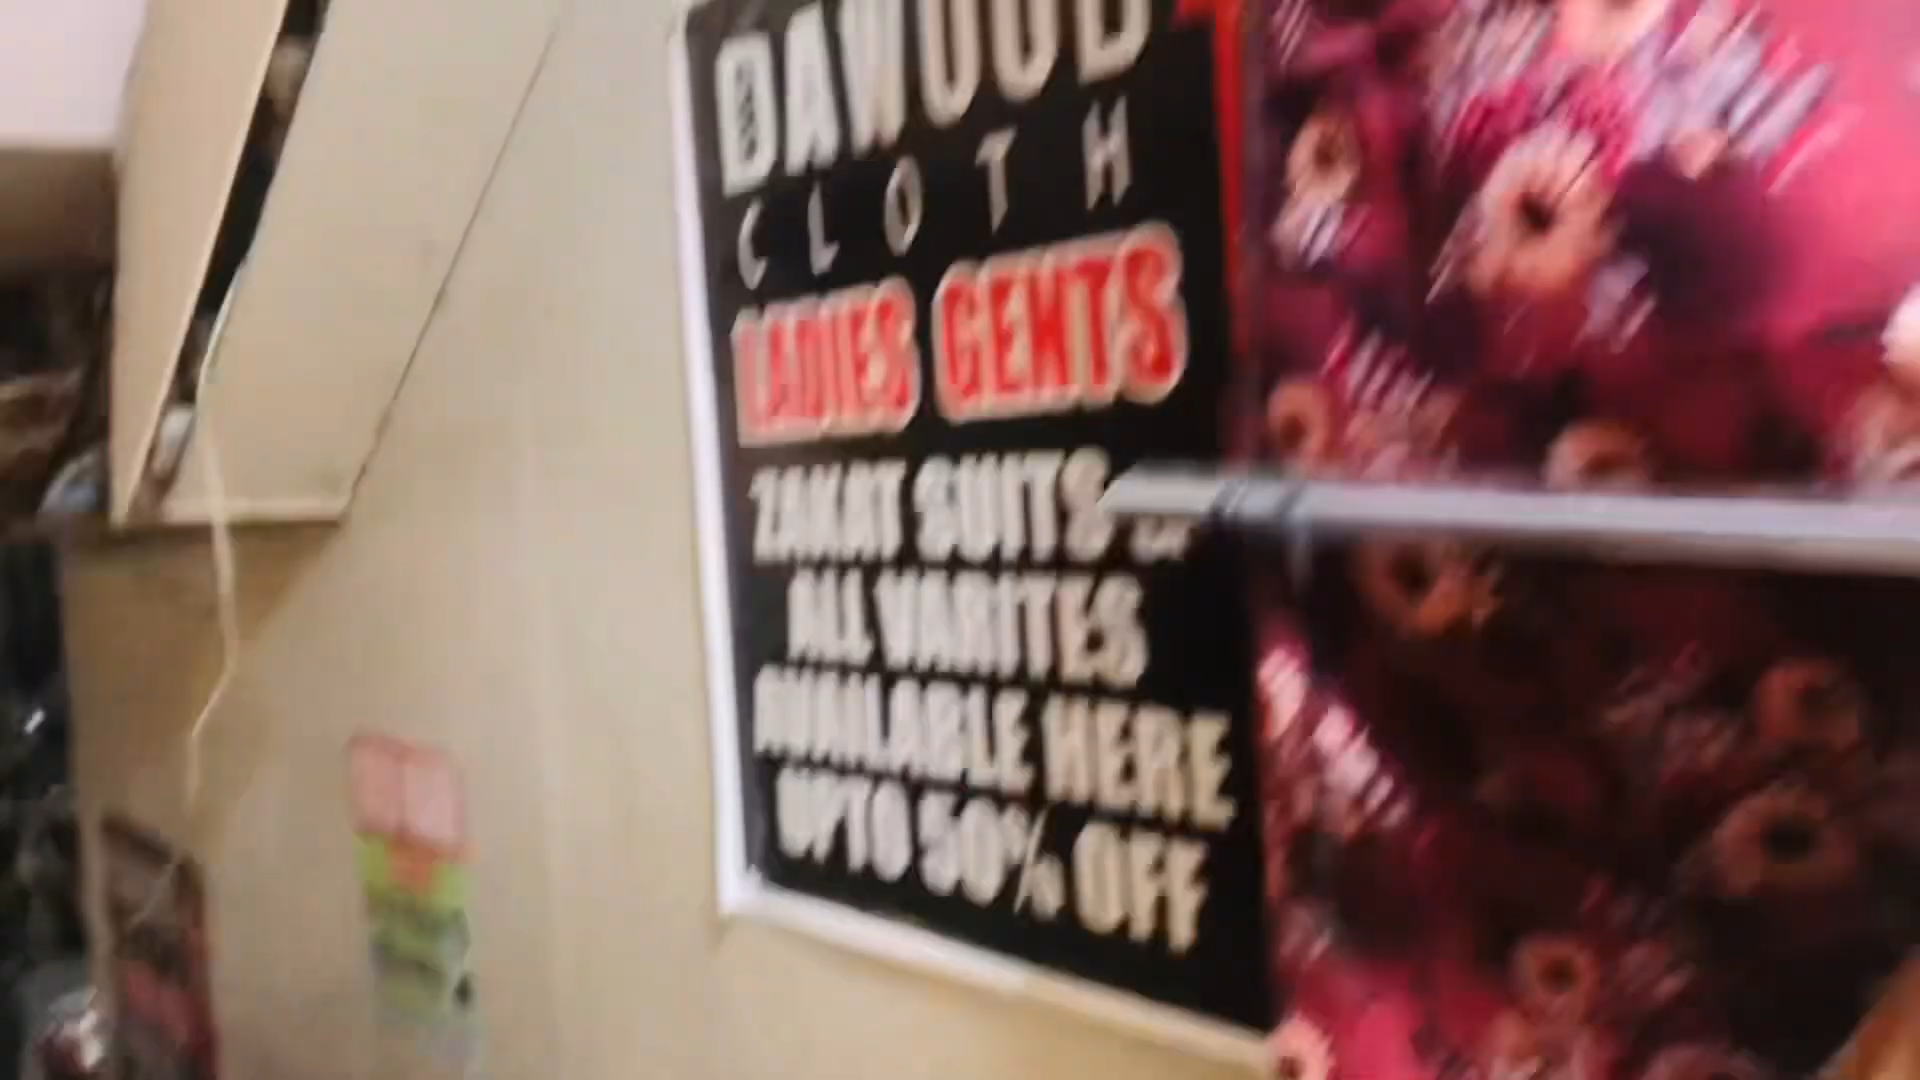 DAWOOD
CLOTH
LADIES GENTS
ZAKAT SUITS
ALL VARITES
AVAILABLE HERE
UPTO 50% OFF